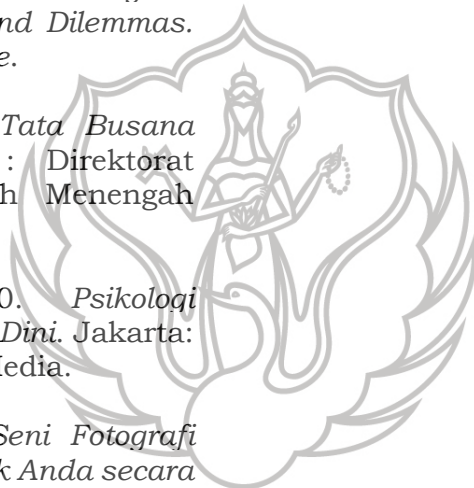 nd Dilemmas.
e.
Tata Busana
: Direktorat
h Menengah
0. Psikologi
Dini. Jakarta:
Media.
Seni Fotografi
k Anda secara